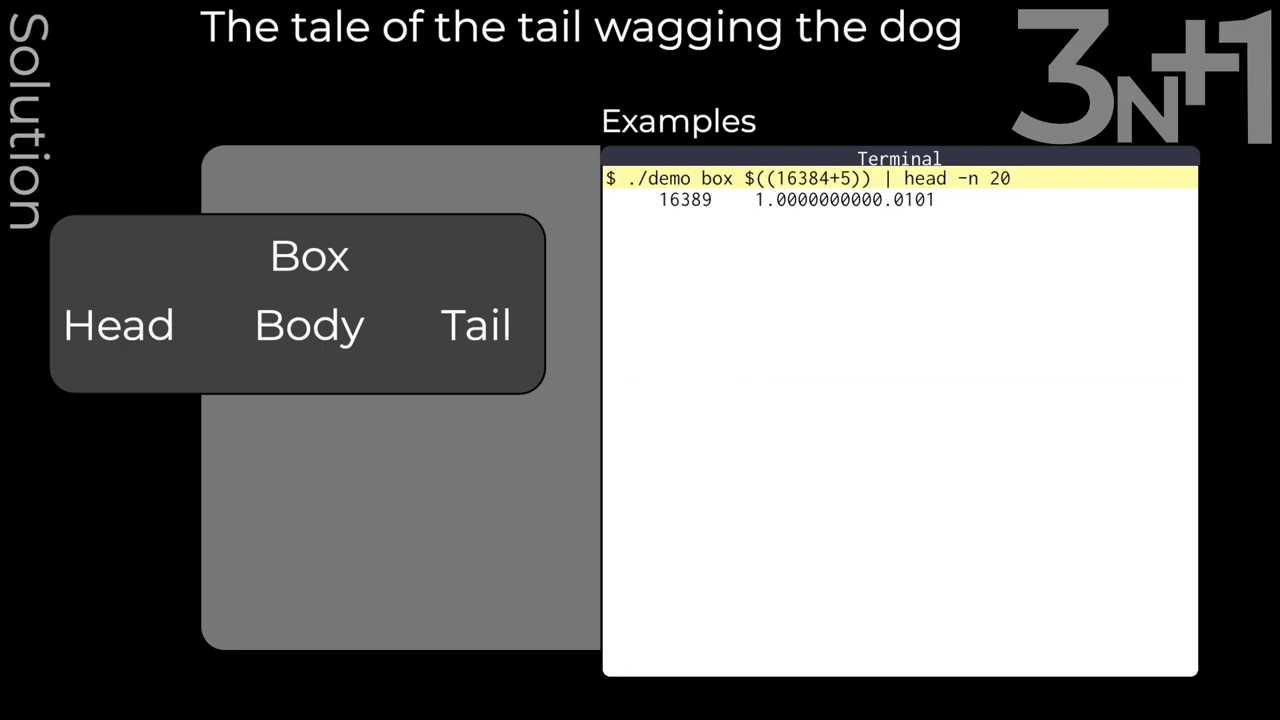 Solution
The tale of the tail wagging the dog
3N+1
Examples
Box
Head Body Tail
Terminal
$ ./demo box $((16384+5)) | head -n 20
16389 1.0000000000.0101